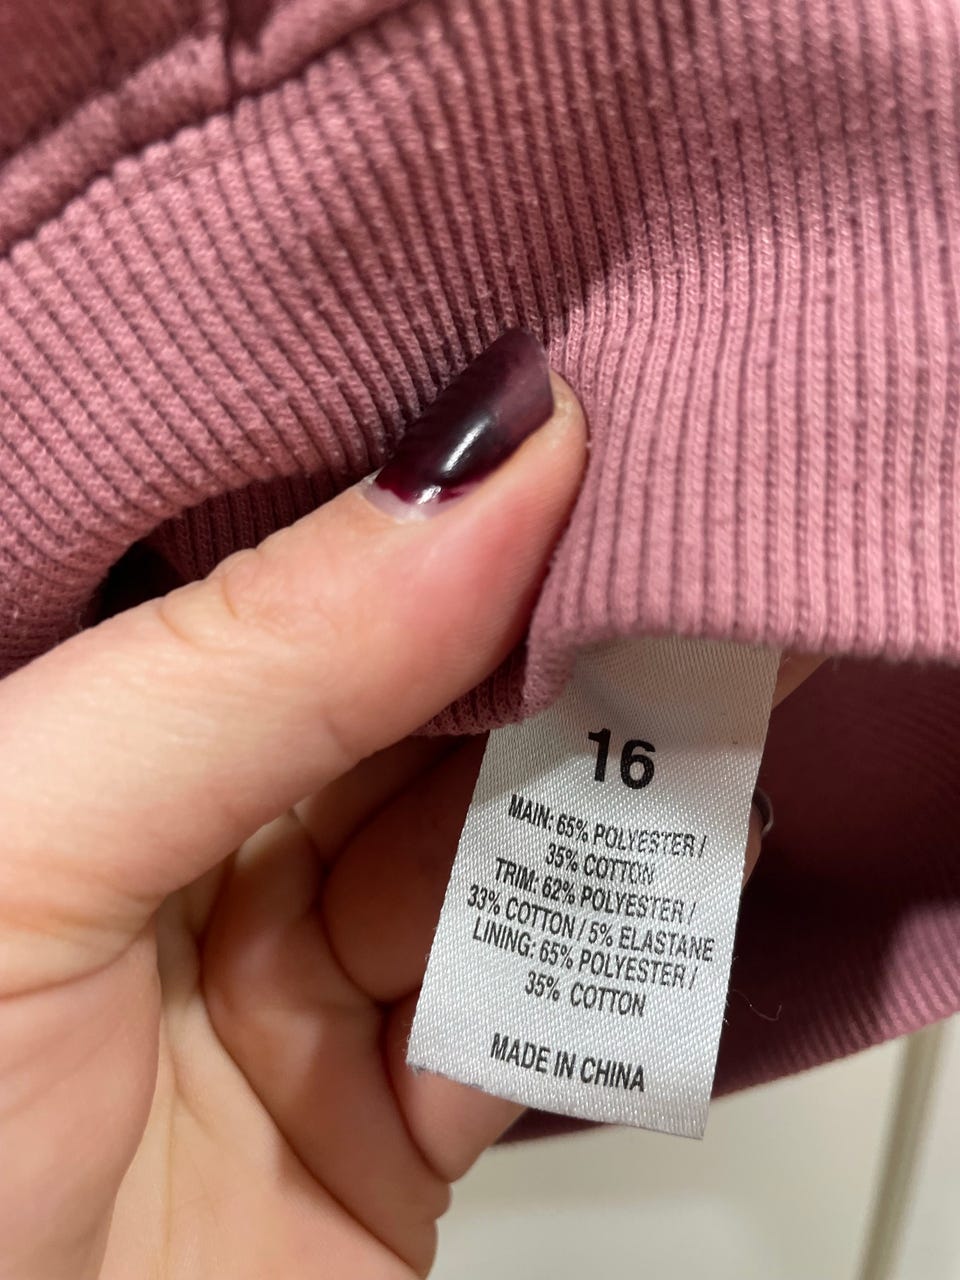 16
MAIN: 65% POLYESTER /
35% COTTON
TRIM: 62% POLYESTER /
33% COTTON / 5% ELASTANE
LINING: 65% POLYESTER /
35% COTTON
MADE IN CHINA